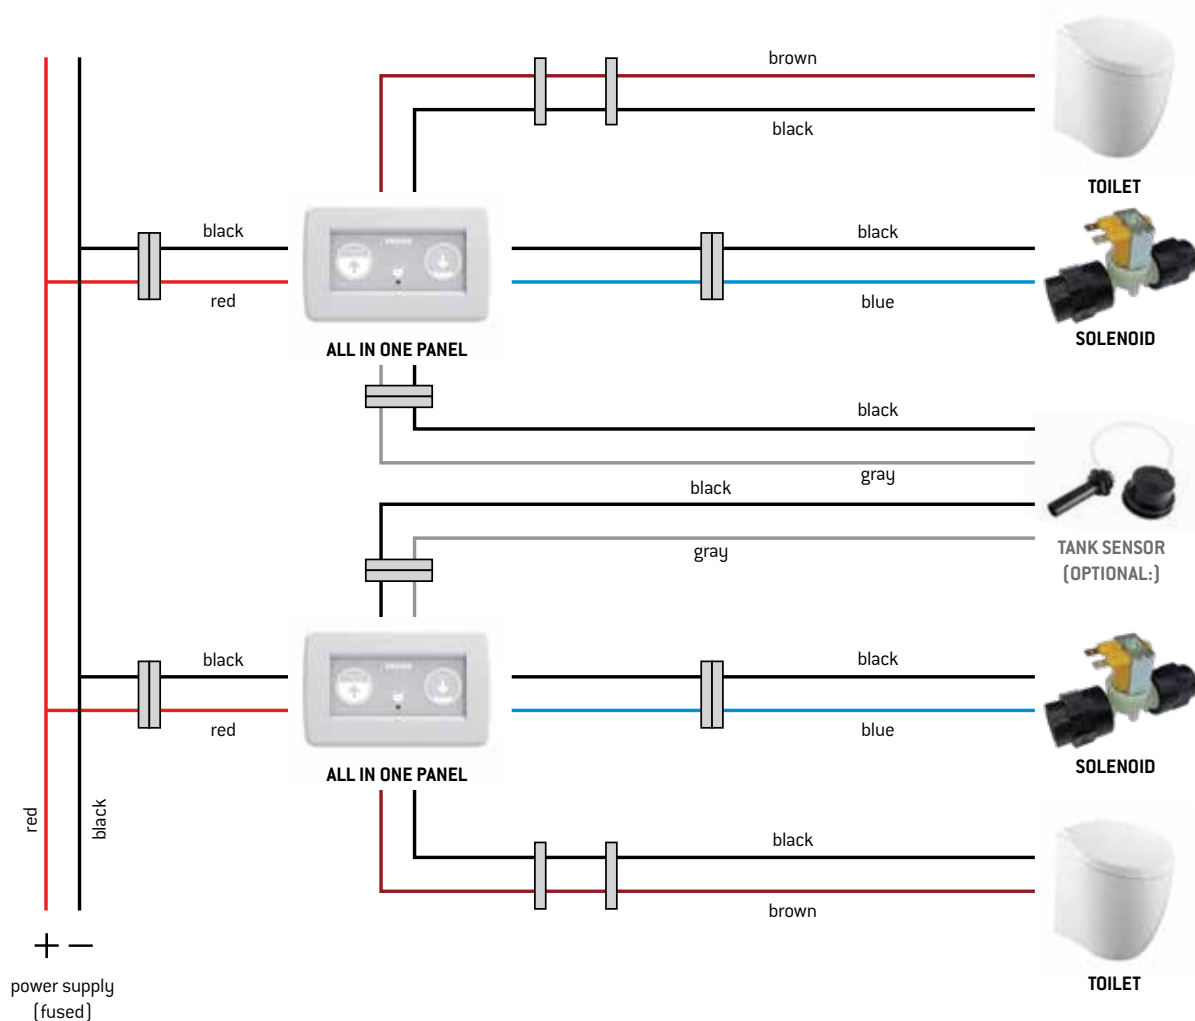 brown
black
TOILET
black
red
ALL IN ONE PANEL
black
blue
SOLENOID
black
gray
black
gray
TANK SENSOR
(OPTIONAL:)
black
red
ALL IN ONE PANEL
black
blue
SOLENOID
red
black
black
brown
TOILET
+ −
power supply
(fused)